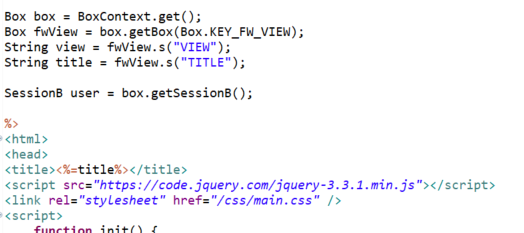 Box box = BoxContext.get();
Box fwView = box.getBox(Box.KEY_FW_VIEW);
String view = fwView.s("VIEW");
String title = fwView.s("TITLE");
SessionB user = box.getSessionB();
%>
<html>
<head>
<title><%=title%></title>
<script src="https://code.jquery.com/jquery-3.3.1.min.js"></script>
<link rel="stylesheet" href="/css/main.css" />
<script>
function init() {